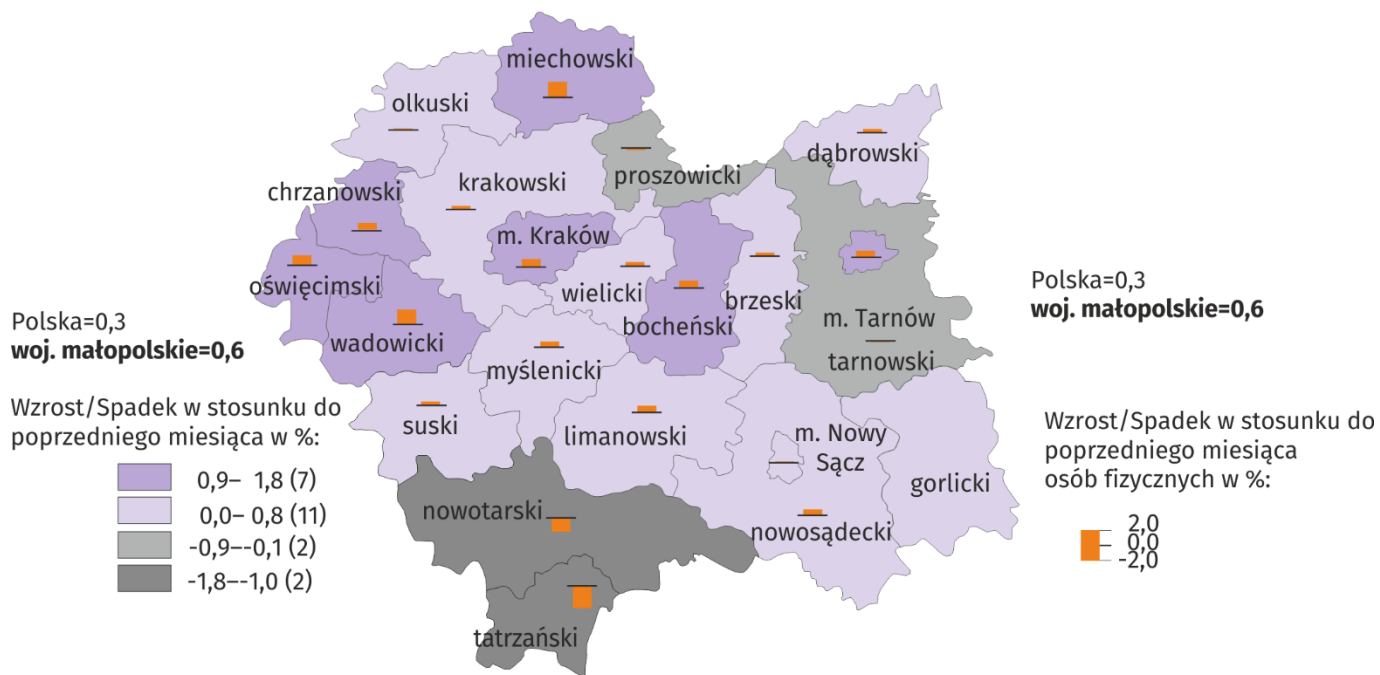 miechowski
olkuski
dąbrowski
proszowicki
chrzanowski
krakowski
m. Kraków
oświęcimski
wielicki
brzeski
bocheński
m. Tarnów
tarnowski
wadowicki
myślenicki
suski
limanowski
m. Nowy
Sącz
gorlicki
nowotarski
nowosądecki
tatrzański
Polska=0,3
woj. małopolskie=0,6
Wzrost/Spadek w stosunku do
poprzedniego miesiąca w %:
0,9– 1,8 (7)
0,0– 0,8 (11)
-0,9–-0,1 (2)
-1,8–-1,0 (2)
Polska=0,3
woj. małopolskie=0,6
Wzrost/Spadek w stosunku do
poprzedniego miesiąca
osób fizycznych w %:
2,0
0,0
-2,0